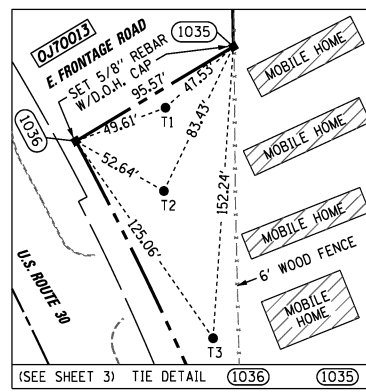 0J70013
E. FRONTAGE ROAD
1035
SET 5/8" REBAR
W/D.O.H. CAP
MOBILE HOME
1036
95.57'
47.53'
49.61'
T1
83.43'
MOBILE HOME
52.64'
152.24'
T2
125.06'
MOBILE HOME
6' WOOD FENCE
U.S. ROUTE 30
MOBILE
HOME
T3
(SEE SHEET 3) TIE DETAIL 1036 1035